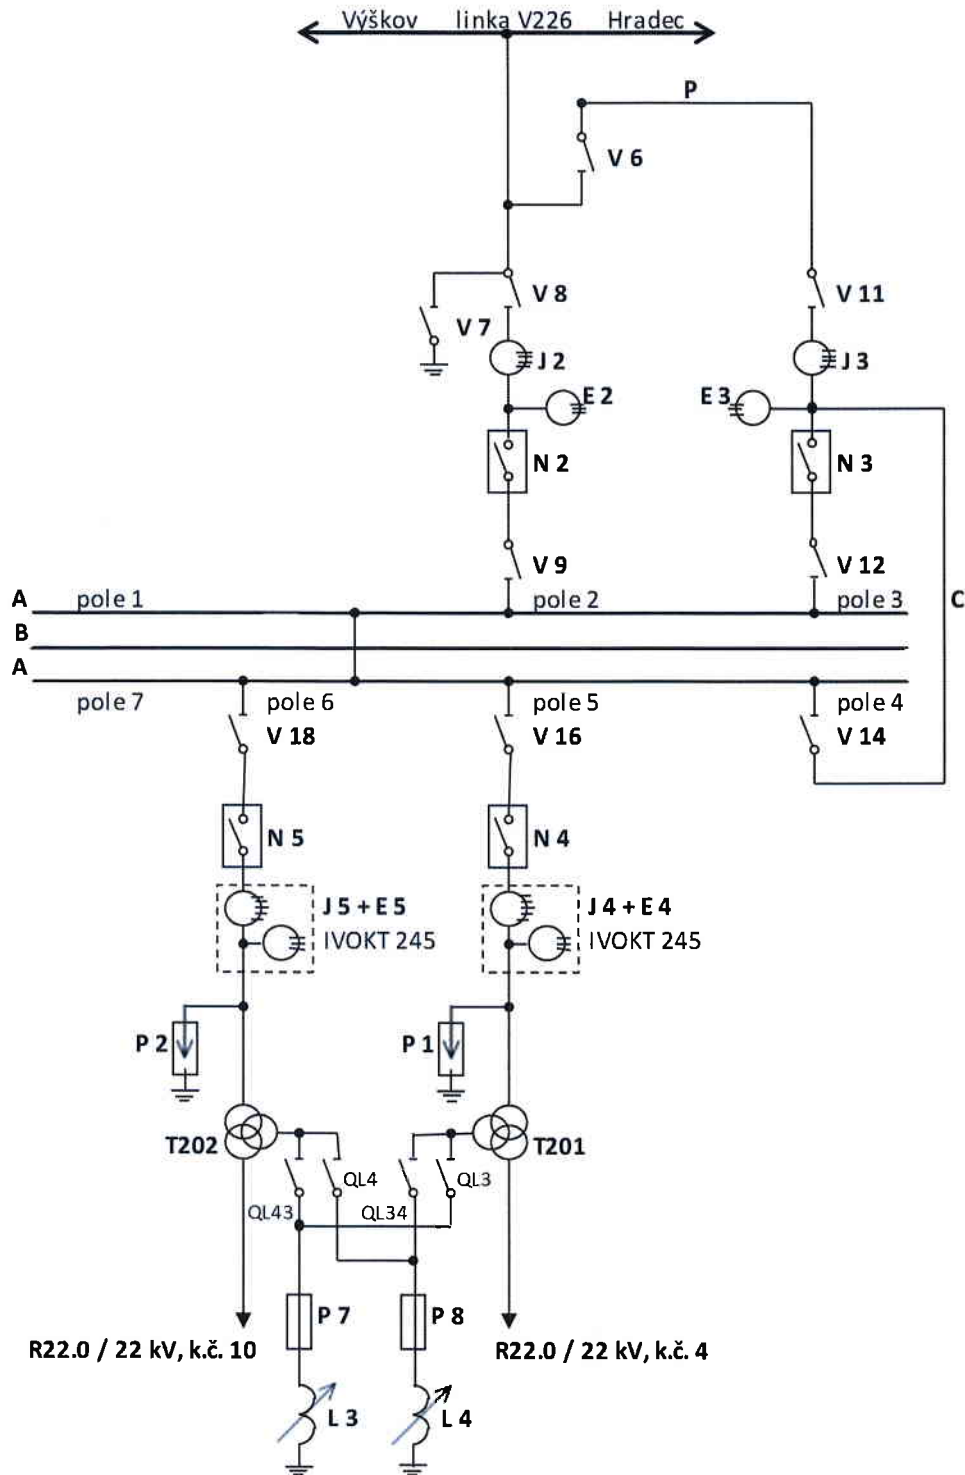 Výškov linka V226 Hradec
P
V 6
V 8
V 11
V 7
J 2
J 3
E 2
E 3
N 2
N 3
V 9
V 12
A pole 1 pole 2 pole 3 C
B
A
pole 7 pole 6 pole 5 pole 4
V 18 V 16 V 14
N 5 N 4
J 5 + E 5 J 4 + E 4
IVOKT 245 IVOKT 245
P 2 P 1
T202 T201
QL4 QL3
QL43 QL34
P 7 P 8
R22.0 / 22 kV, k.č. 10 R22.0 / 22 kV, k.č. 4
L 3 L 4